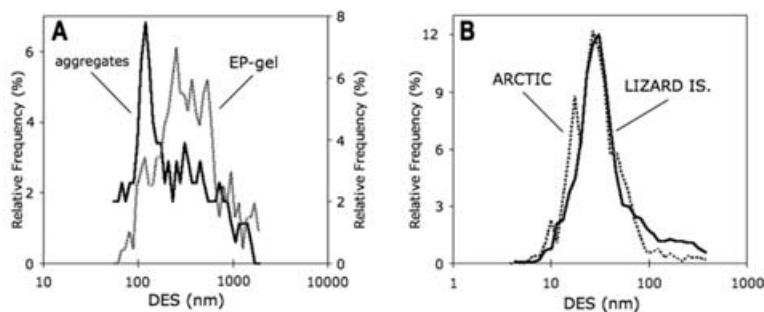 A
aggregates
EP-gel
Relative Frequency (%)
6
4
2
0
8
6
4
2
0
Relative Frequency (%)
10
100
1000
10000
DES (nm)
B
ARCTIC
LIZARD IS.
Relative Frequency (%)
12
9
6
3
0
1
10
100
DES (nm)